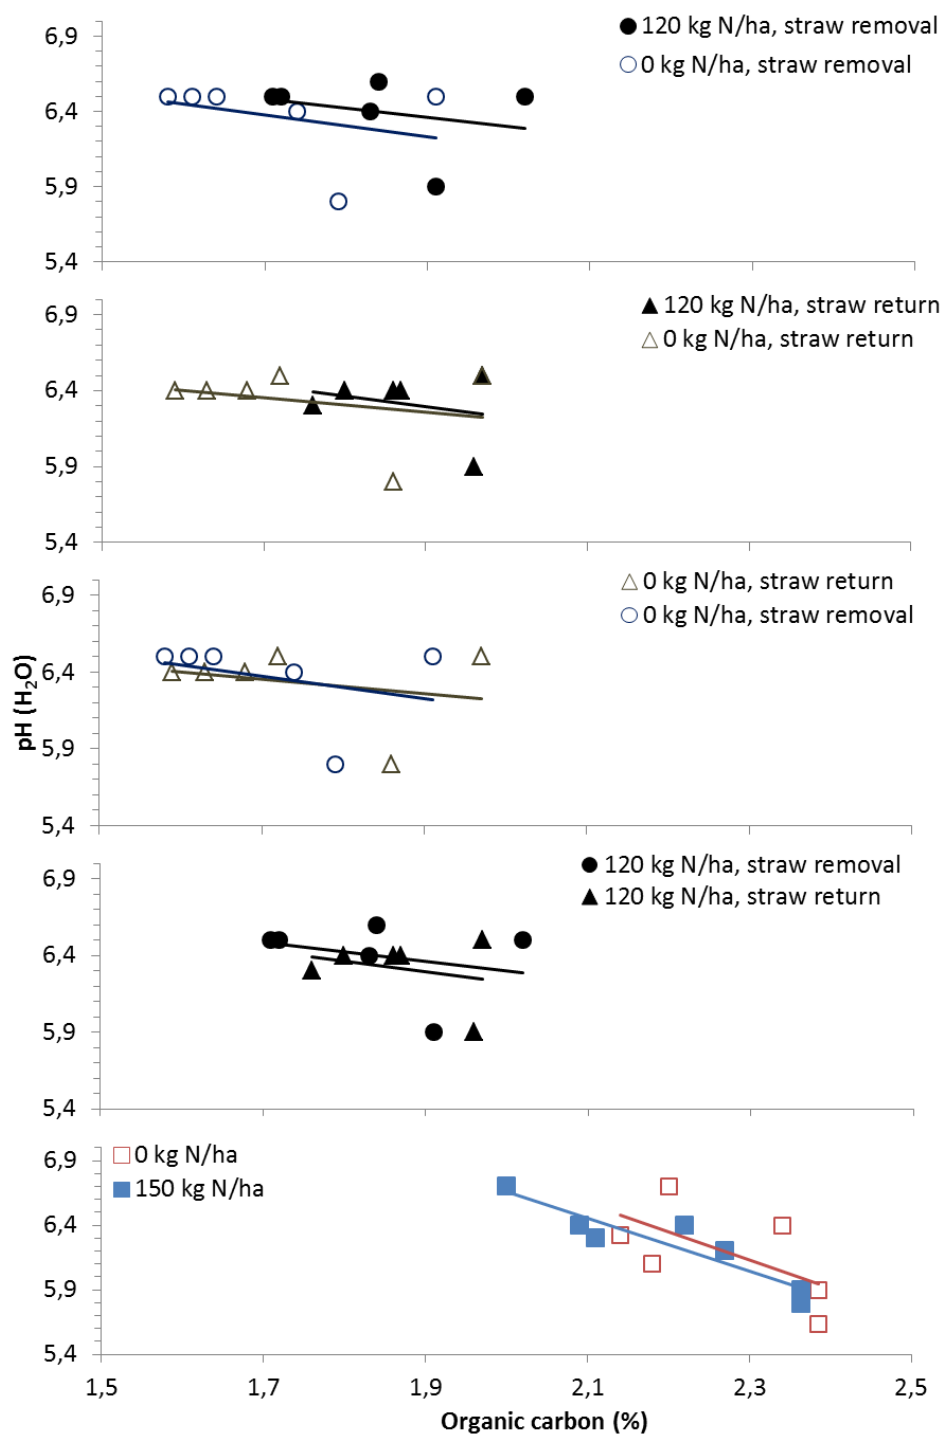 120 kg N/ha, straw removal
0 kg N/ha, straw removal
6,9
6,4
5,9
5,4
120 kg N/ha, straw return
0 kg N/ha, straw return
6,9
6,4
5,9
5,4
0 kg N/ha, straw return
0 kg N/ha, straw removal
6,9
6,4
5,9
5,4
pH (H₂O)
120 kg N/ha, straw removal
120 kg N/ha, straw return
6,9
6,4
5,9
5,4
0 kg N/ha
150 kg N/ha
6,9
6,4
5,9
5,4
1,5 1,7 1,9 2,1 2,3 2,5
Organic carbon (%)